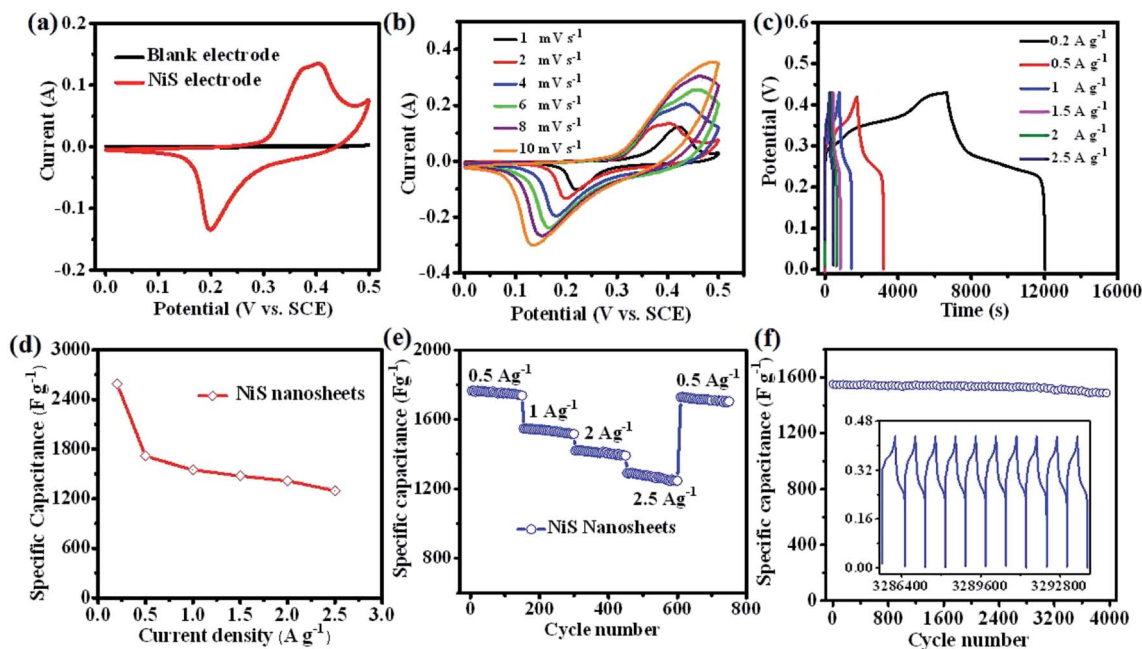 (a)
Blank electrode
NiS electrode
Current (A)
0.2
0.1
0.0
-0.1
-0.2
0.0 0.1 0.2 0.3 0.4 0.5
Potential (V vs. SCE)
(b)
1 mV s-1
2 mV s-1
4 mV s-1
6 mV s-1
8 mV s-1
10 mV s-1
Current (A)
0.4
0.2
0.0
-0.2
-0.4
0.0 0.1 0.2 0.3 0.4 0.5
Potential (V vs. SCE)
(c)
0.2 A g-1
0.5 A g-1
1 A g-1
1.5 A g-1
2 A g-1
2.5 A g-1
Potential (V)
0.6
0.5
0.4
0.3
0.2
0.1
0.0
0 4000 8000 12000 16000
Time (s)
(d)
NiS nanosheets
Specific Capacitance (F g-1)
3000
2400
1800
1200
600
0
0.0 0.5 1.0 1.5 2.0 2.5 3.0
Current density (A g-1)
(e)
0.5 Ag-1
1 Ag-1
2 Ag-1
2.5 Ag-1
0.5 Ag-1
NiS Nanosheets
Specific capacitance (Fg-1)
2000
1600
1200
800
0 200 400 600 800
Cycle number
(f)
Specific capacitance (F g-1)
1600
1200
800
400
0
0.48
0.32
0.16
0.00
3286400 3289600 3292800
0 800 1600 2400 3200 4000
Cycle number